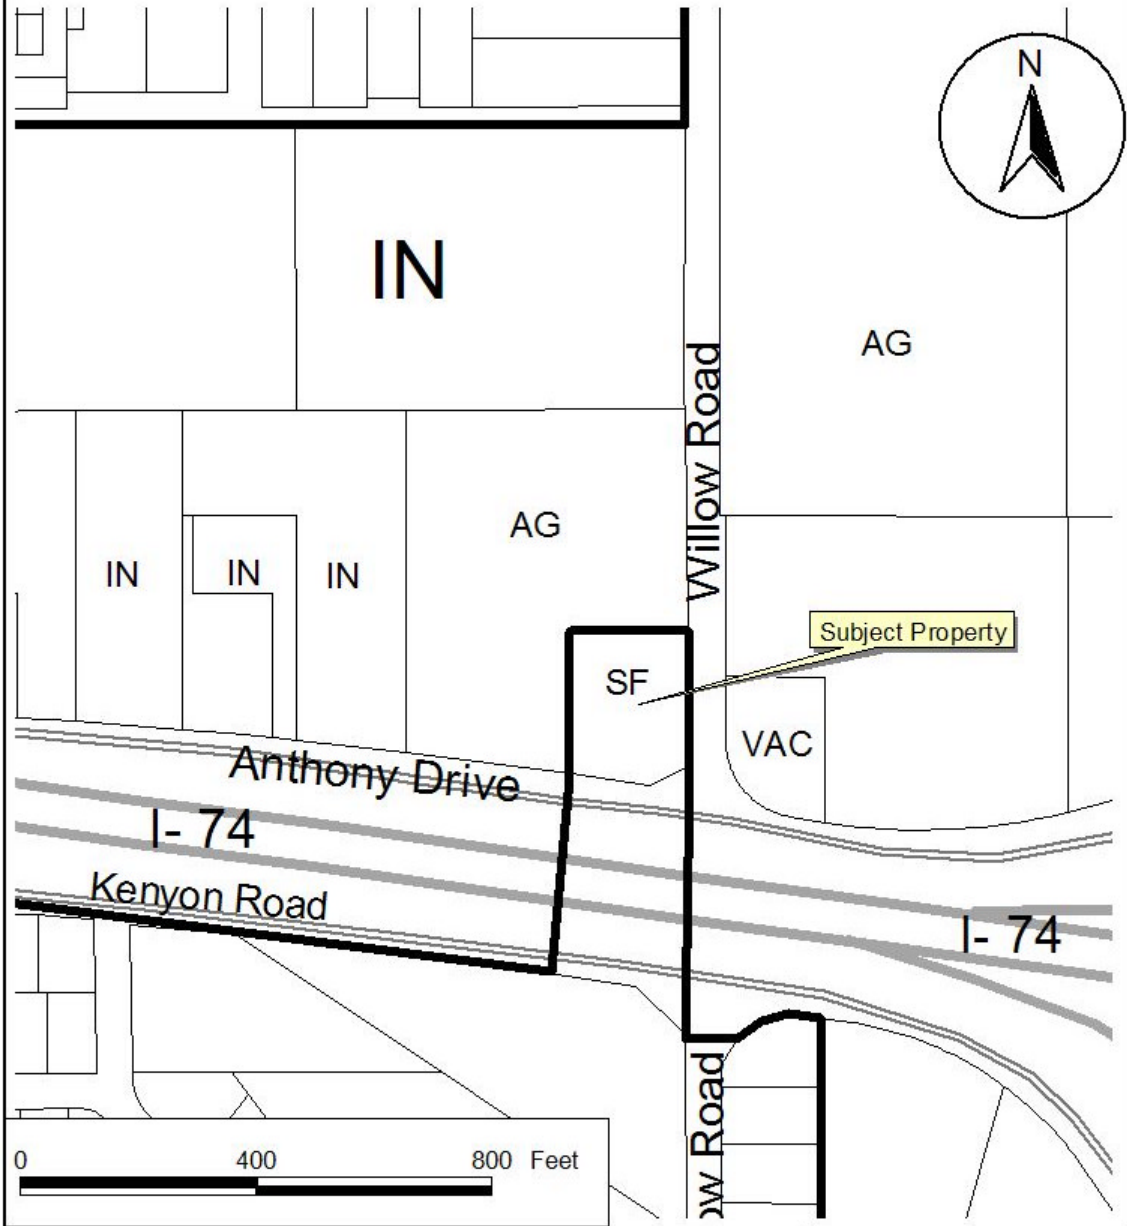 N
IN
AG
Willow Road
AG
IN
IN
IN
Subject Property
SF
VAC
Anthony Drive
I- 74
Kenyon Road
I- 74
ow Road
0 400 800 Feet